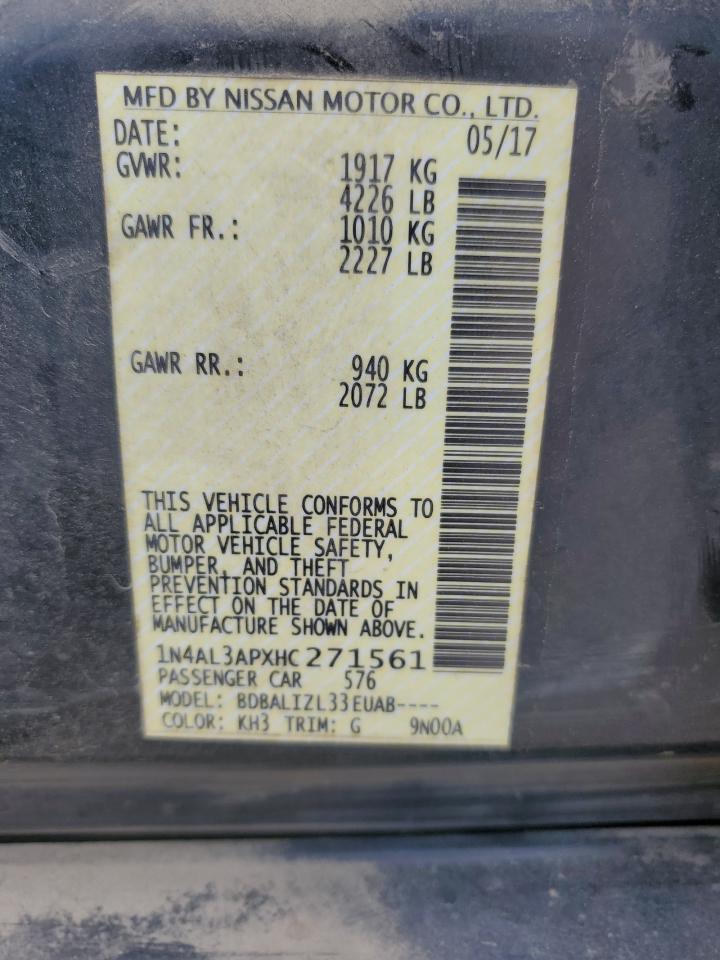 MFD BY NISSAN MOTOR CO., LTD.
DATE: 05/17
GVWR: 1917 KG
4226 LB
GAWR FR.: 1010 KG
2227 LB
GAWR RR.: 940 KG
2072 LB
THIS VEHICLE CONFORMS TO
ALL APPLICABLE FEDERAL
MOTOR VEHICLE SAFETY,
BUMPER, AND THEFT
PREVENTION STANDARDS IN
EFFECT ON THE DATE OF
MANUFACTURE SHOWN ABOVE.
1N4AL3APXHC271561
PASSENGER CAR 576
MODEL: BDBALIZL33EUAB----
COLOR: KH3 TRIM: G 9N00A